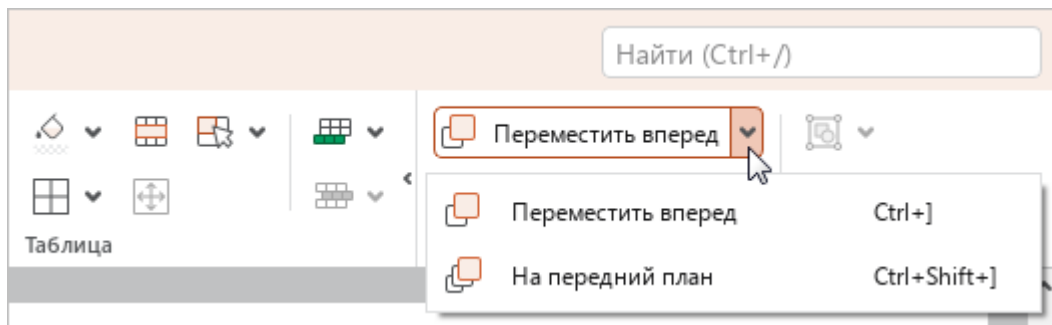 Найти (Ctrl+/)
Переместить вперед
Переместить вперед Ctrl+]
Таблица
На передний план Ctrl+Shift+]